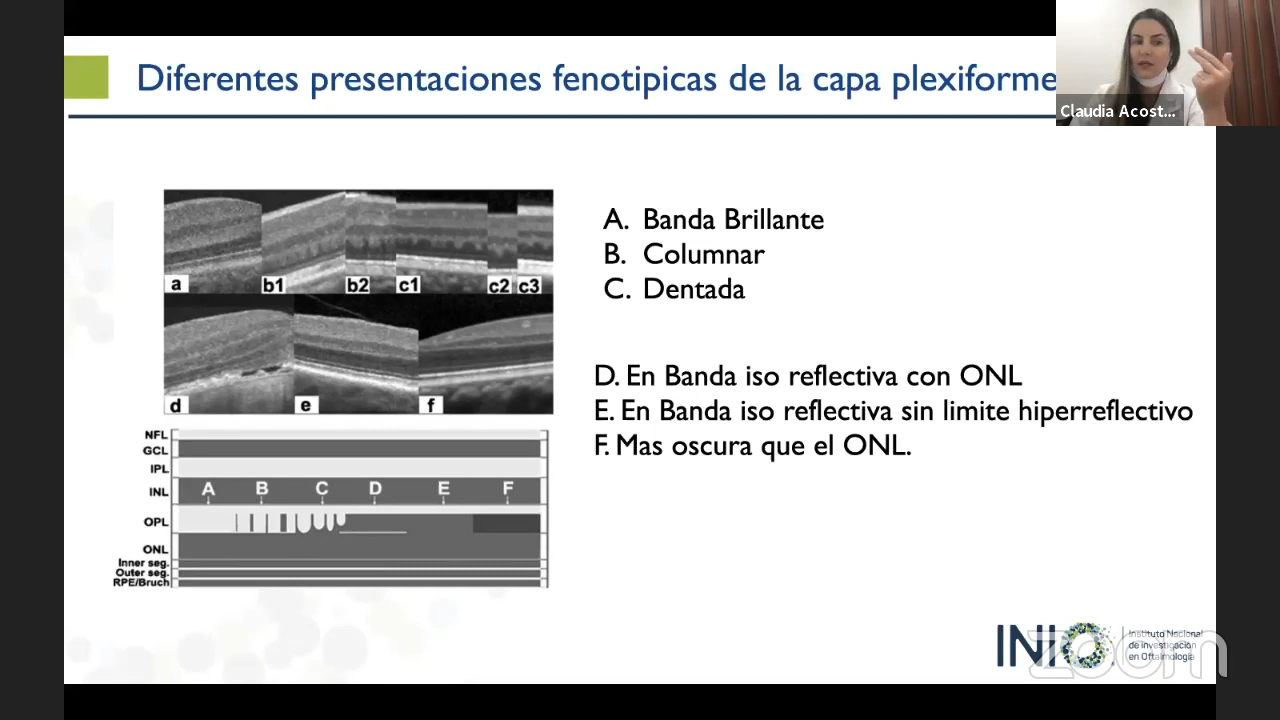 Diferentes presentaciones fenotipicas de la capa plexiforme
Claudia Acost...
a
b1
b2
c1
c2
c3
d
e
f
A. Banda Brillante
B. Columnar
C. Dentada
D. En Banda iso reflectiva con ONL
E. En Banda iso reflectiva sin limite hiperreflectivo
F. Mas oscura que el ONL.
NFL
GCL
IPL
INL
A B C D E F
OPL
ONL
Inner seg.
Outer seg.
RPE/Bruch
INIO
Instituto Nacional
de Investigación
en Oftalmología
zoom